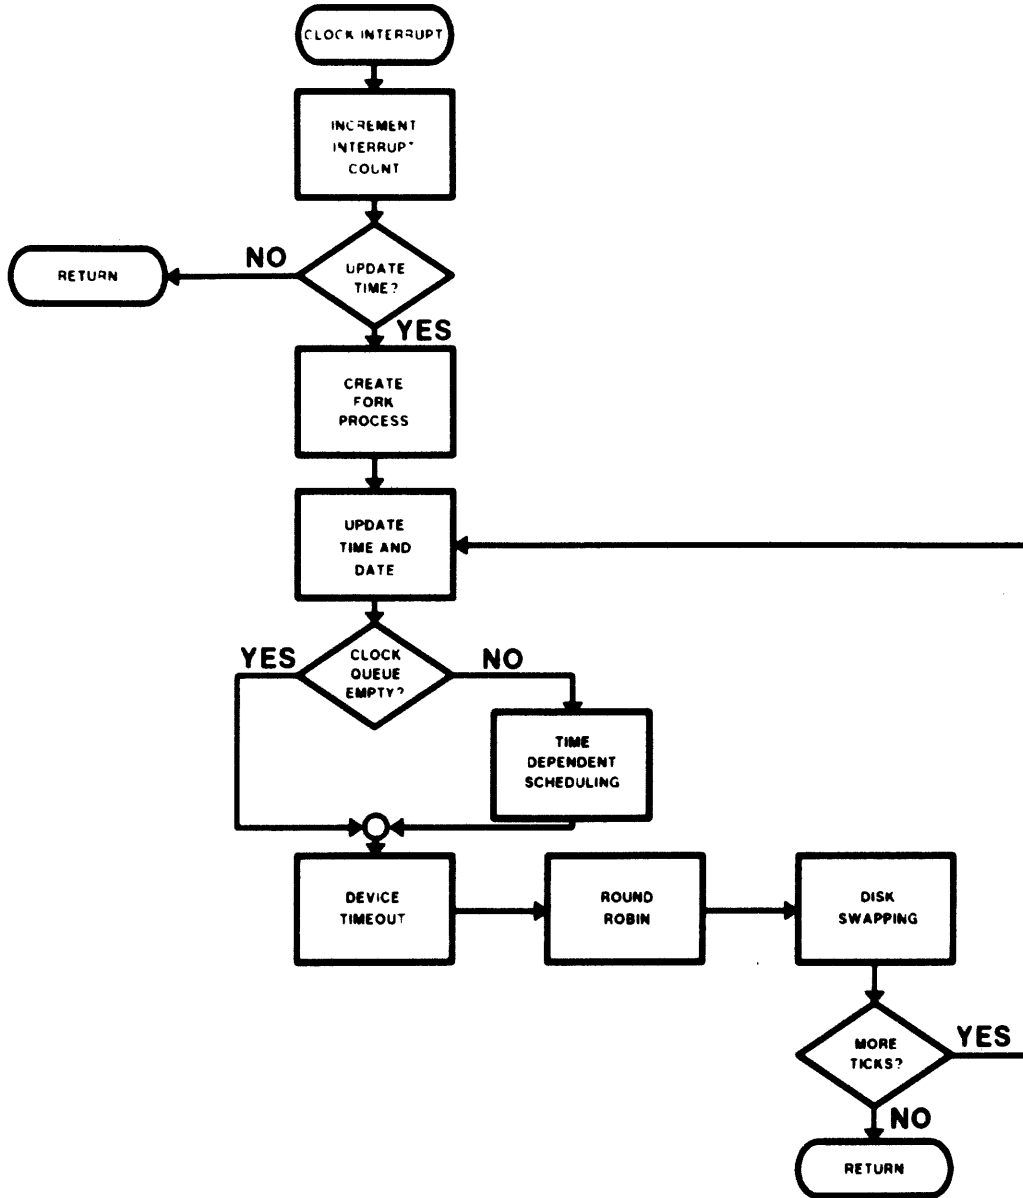 CLOCK INTERRUPT
INCREMENT
INTERRUPT
COUNT
NO
RETURN
UPDATE
TIME?
YES
CREATE
FORK
PROCESS
UPDATE
TIME AND
DATE
YES
CLOCK
QUEUE
EMPTY?
NO
TIME
DEPENDENT
SCHEDULING
DEVICE
TIMEOUT
ROUND
ROBIN
DISK
SWAPPING
MORE
TICKS?
YES
NO
RETURN